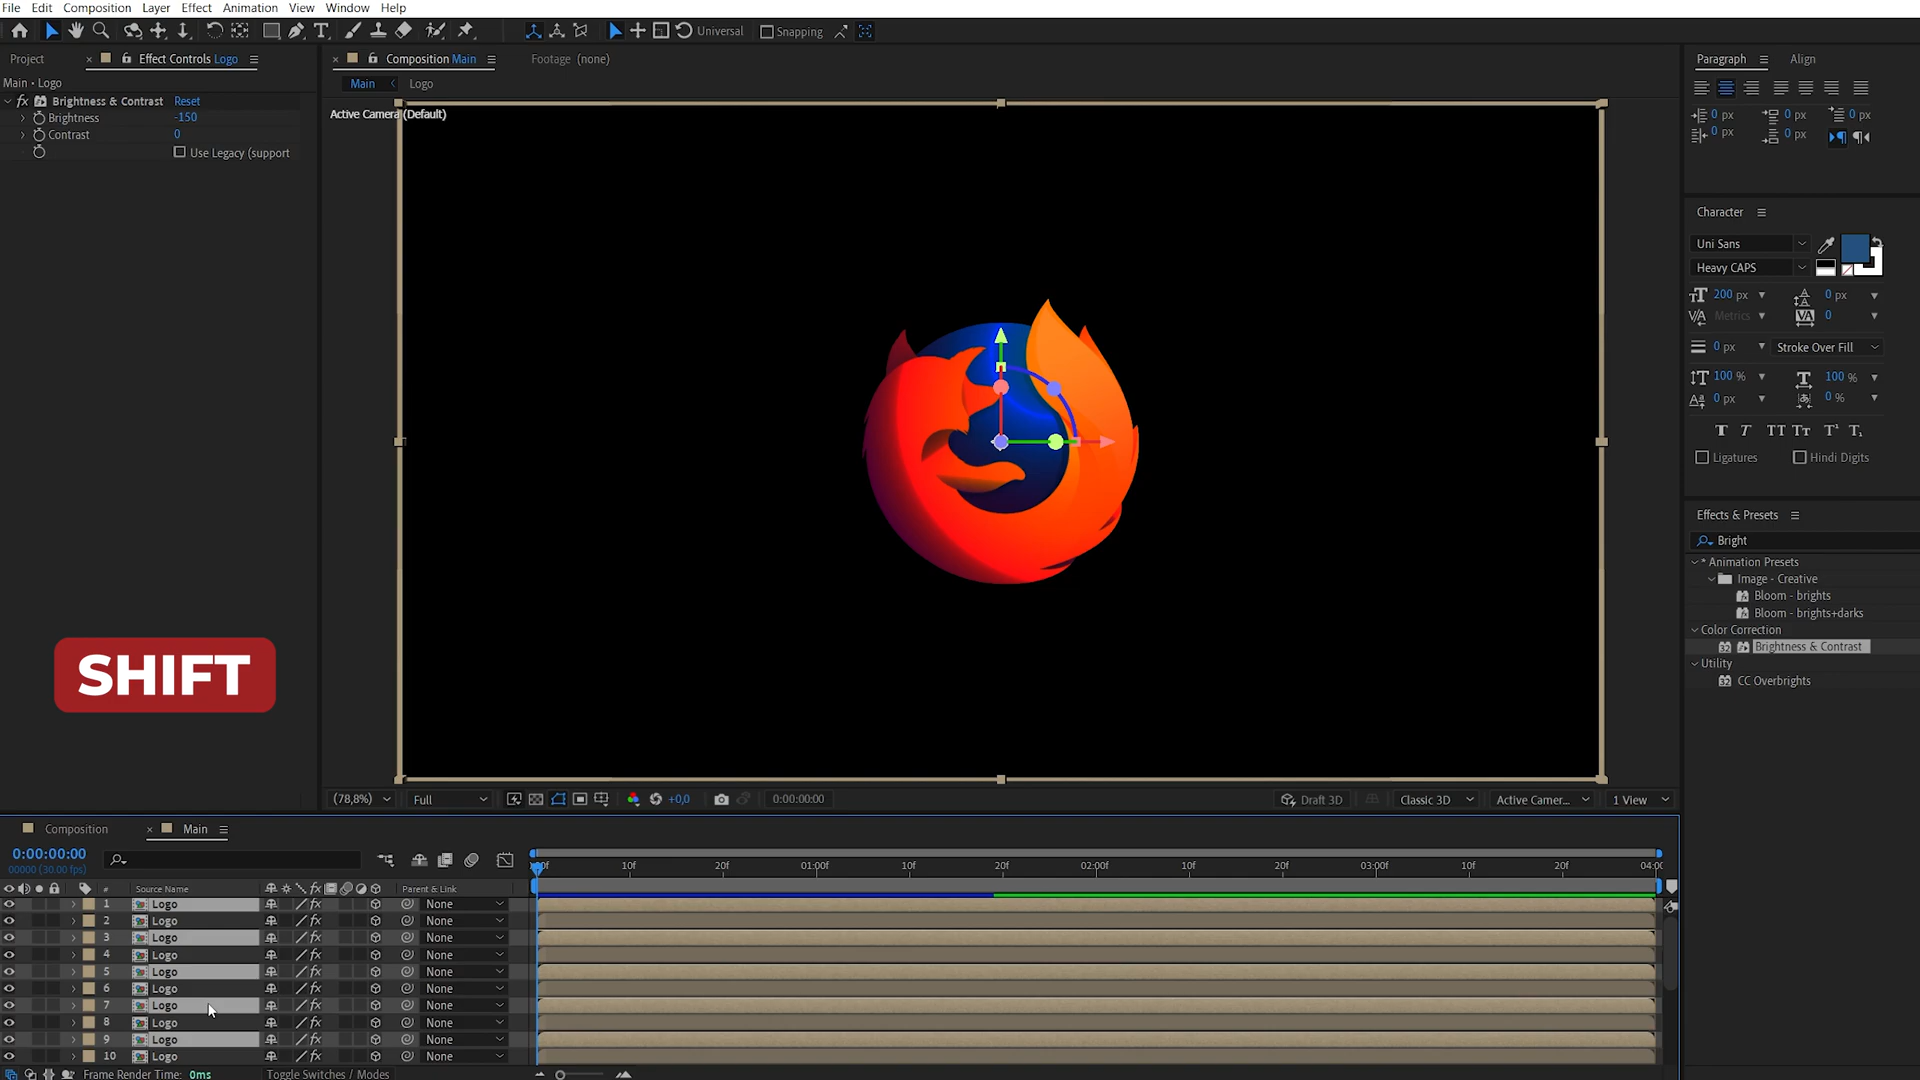 File Edit Composition Layer Effect Animation View Window Help
Universal Snapping
Project Effect Controls Logo
Composition Main Footage (none)
Paragraph Align
Main • Logo
Main Logo
Brightness & Contrast Reset
Brightness -150
Contrast 0
Use Legacy (support
Active Camera (Default)
0 px 0 px 0 px
0 px 0 px
Character
Uni Sans
Heavy CAPS
200 px 0 px
Metrics 0
0 px Stroke Over Fill
100 % 100 %
0 px 0 %
T T TT Tt T¹ T₁
Ligatures Hindi Digits
Effects & Presets
Bright
* Animation Presets
Image - Creative
Bloom - brights
Bloom - brights+darks
Color Correction
Brightness & Contrast
Utility
CC Overbrights
SHIFT
(78,8%) Full +0,0 0:00:00:00 Draft 3D Classic 3D Active Camer... 1 View
Composition Main
0:00:00:00
00000 (30.00 fps)
10f 20f 01:00f 10f 20f 02:00f 10f 20f 03:00f 10f 20f
# Source Name Parent & Link
1 Logo None
2 Logo None
3 Logo None
4 Logo None
5 Logo None
6 Logo None
7 Logo None
8 Logo None
9 Logo None
10 Logo None
Frame Render Time: 0ms Toggle Switches / Modes